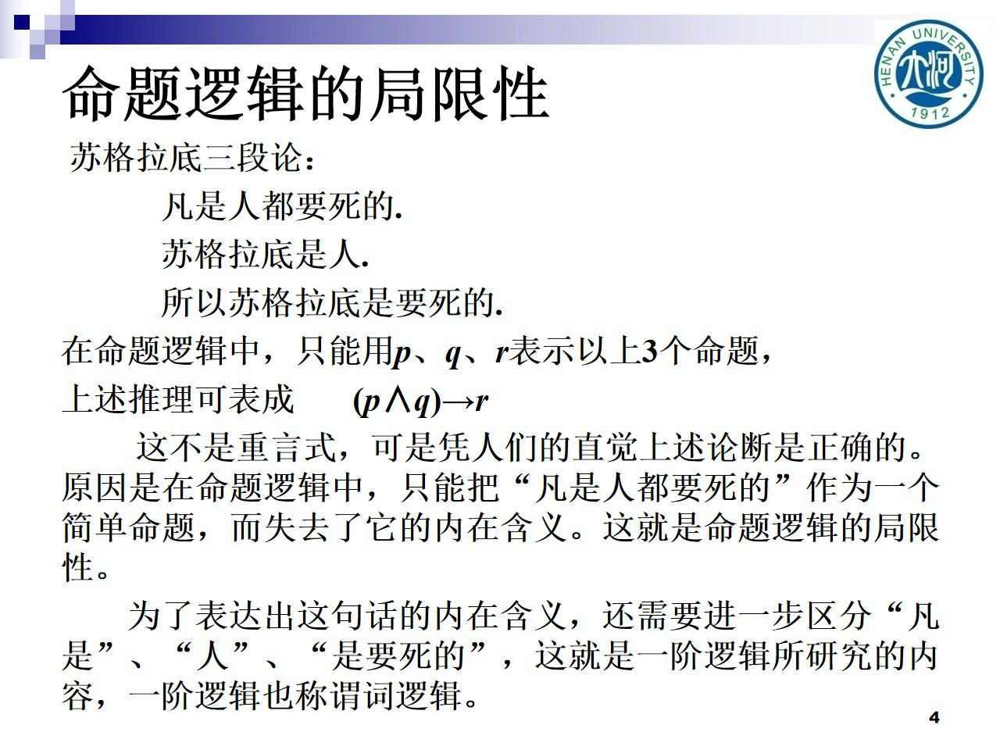 HENAN UNIVERSITY
大河
1912
命题逻辑的局限性
苏格拉底三段论：
凡是人都要死的.
苏格拉底是人.
所以苏格拉底是要死的.
在命题逻辑中，只能用p、q、r表示以上3个命题，
上述推理可表成 (p∧q)→r
这不是重言式，可是凭人们的直觉上述论断是正确的。
原因是在命题逻辑中，只能把“凡是人都要死的”作为一个
简单命题，而失去了它的内在含义。这就是命题逻辑的局限
性。
为了表达出这句话的内在含义，还需要进一步区分“凡
是”、“人”、“是要死的”，这就是一阶逻辑所研究的内
容，一阶逻辑也称谓词逻辑。
4